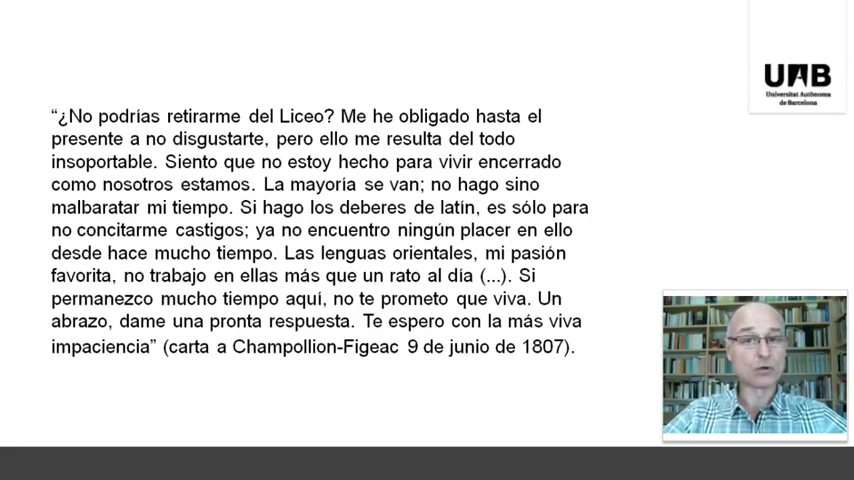 UAB
Universitat Autònoma
de Barcelona
“¿No podrías retirarme del Liceo? Me he obligado hasta el
presente a no disgustarte, pero ello me resulta del todo
insoportable. Siento que no estoy hecho para vivir encerrado
como nosotros estamos. La mayoría se van; no hago sino
malbaratar mi tiempo. Si hago los deberes de latín, es sólo para
no concitarme castigos; ya no encuentro ningún placer en ello
desde hace mucho tiempo. Las lenguas orientales, mi pasión
favorita, no trabajo en ellas más que un rato al día (...). Si
permanezco mucho tiempo aquí, no te prometo que viva. Un
abrazo, dame una pronta respuesta. Te espero con la más viva
impaciencia” (carta a Champollion-Figeac 9 de junio de 1807).